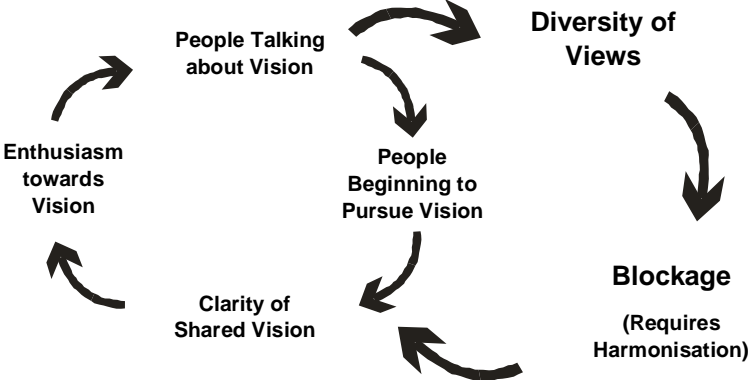 People Talking
about Vision
Diversity of
Views
Enthusiasm
towards
Vision
People
Beginning to
Pursue Vision
Clarity of
Shared Vision
Blockage
(Requires
Harmonisation)